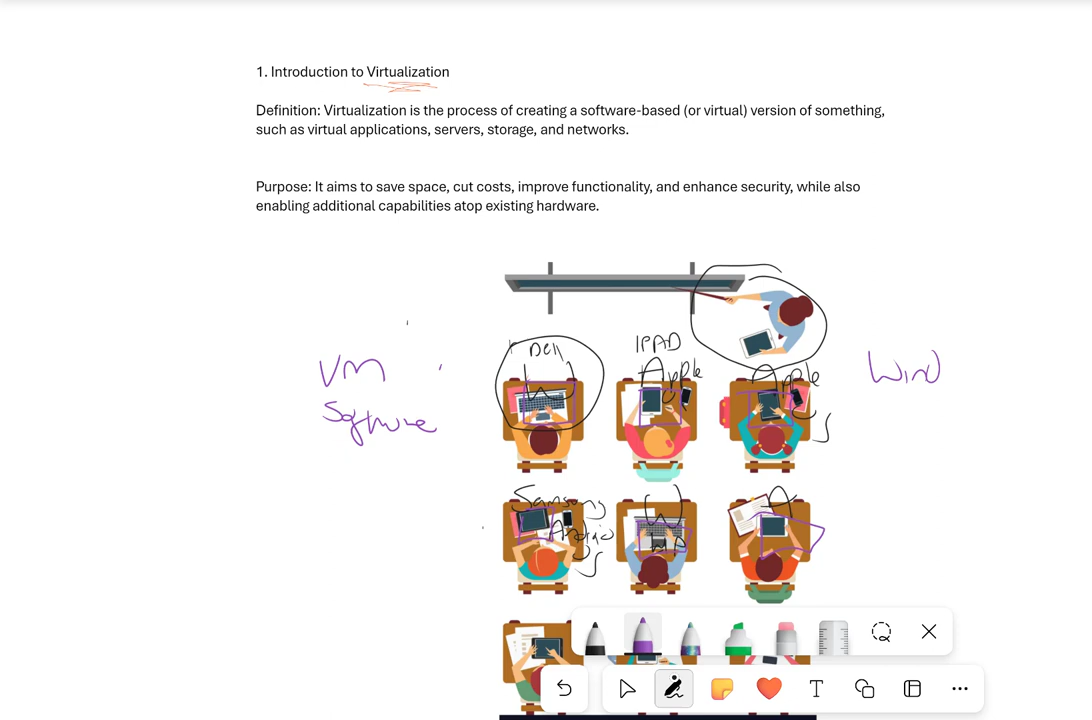 1. Introduction to Virtualization
Definition: Virtualization is the process of creating a software-based (or virtual) version of something,
such as virtual applications, servers, storage, and networks.
Purpose: It aims to save space, cut costs, improve functionality, and enhance security, while also
enabling additional capabilities atop existing hardware.
Dell IPAD
VM W Apple Apple Wind
Software S
Samsung W A
S
T